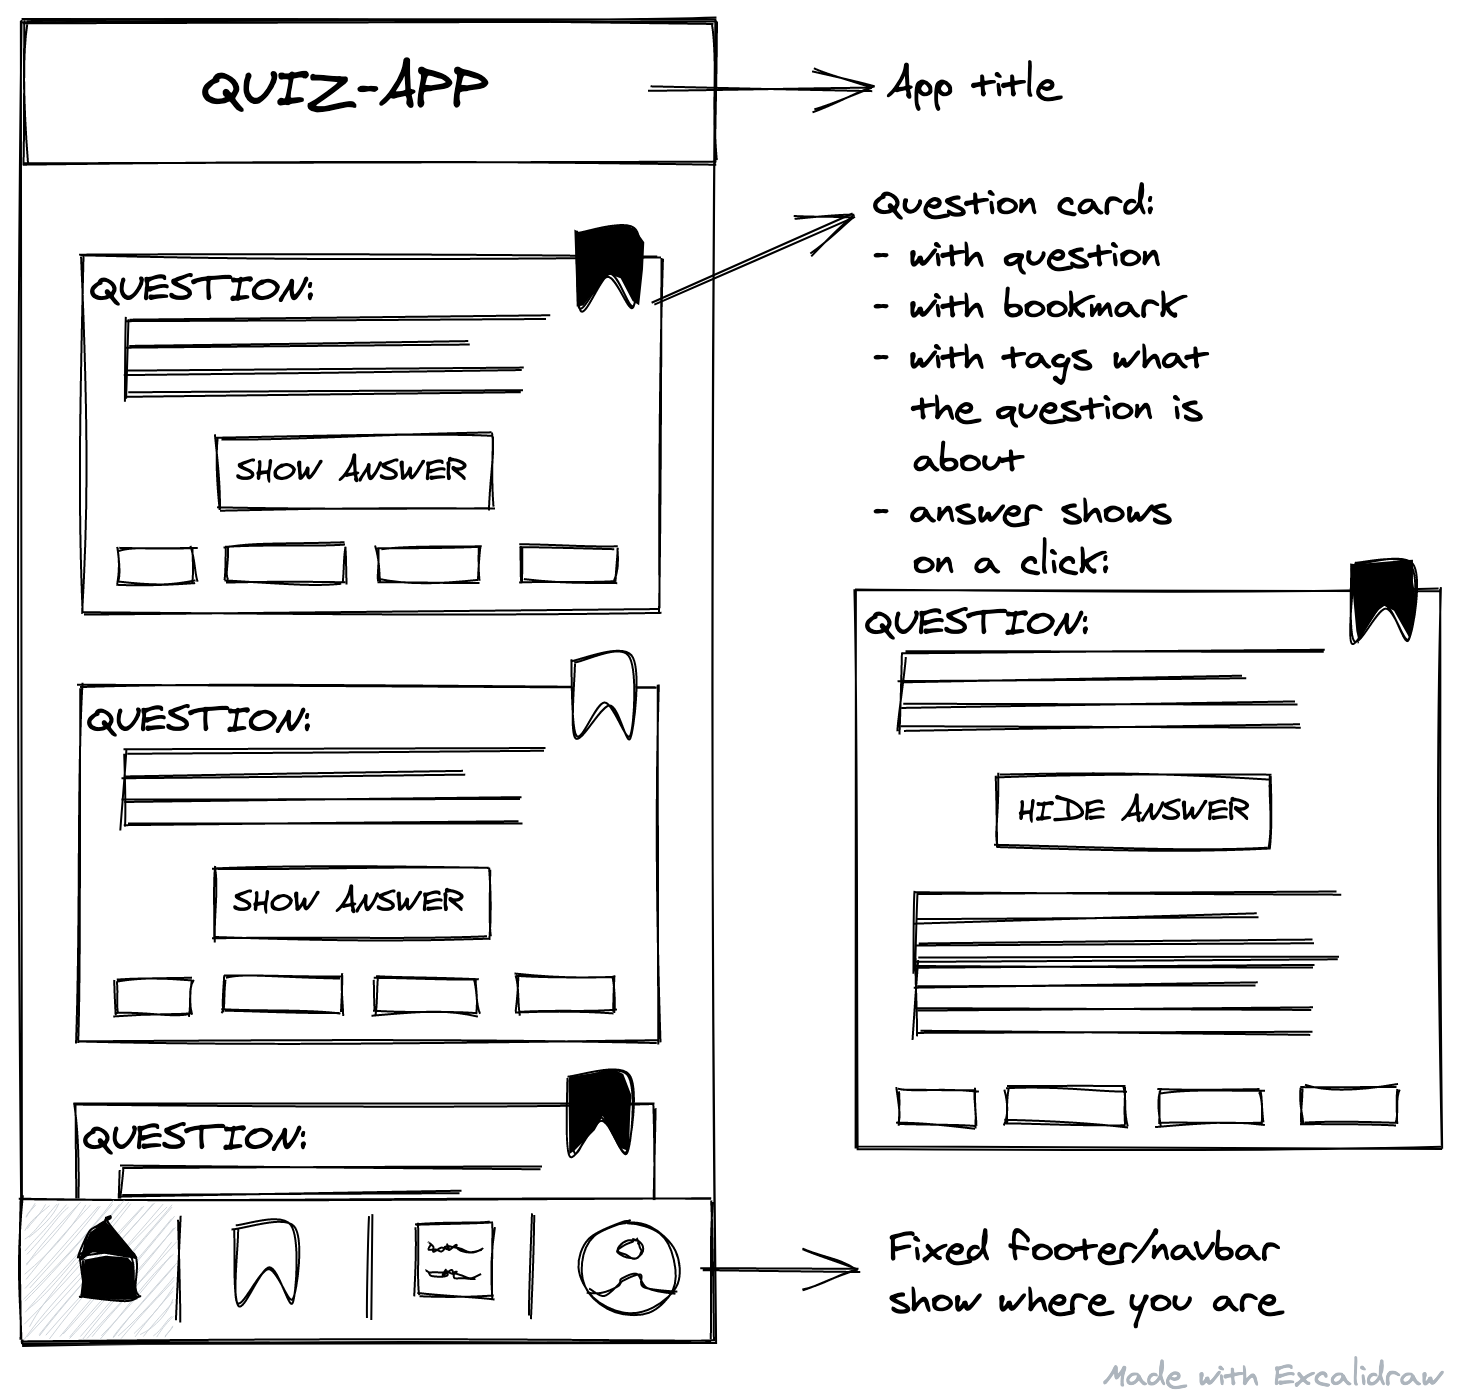 QUIZ-APP
App title
Question card:
- with question
- with bookmark
- with tags what
the question is
about
- answer shows
on a click:
QUESTION:
SHOW ANSWER
QUESTION:
SHOW ANSWER
QUESTION:
QUESTION:
HIDE ANSWER
Fixed footer/navbar
show where you are
Made with Excalidraw